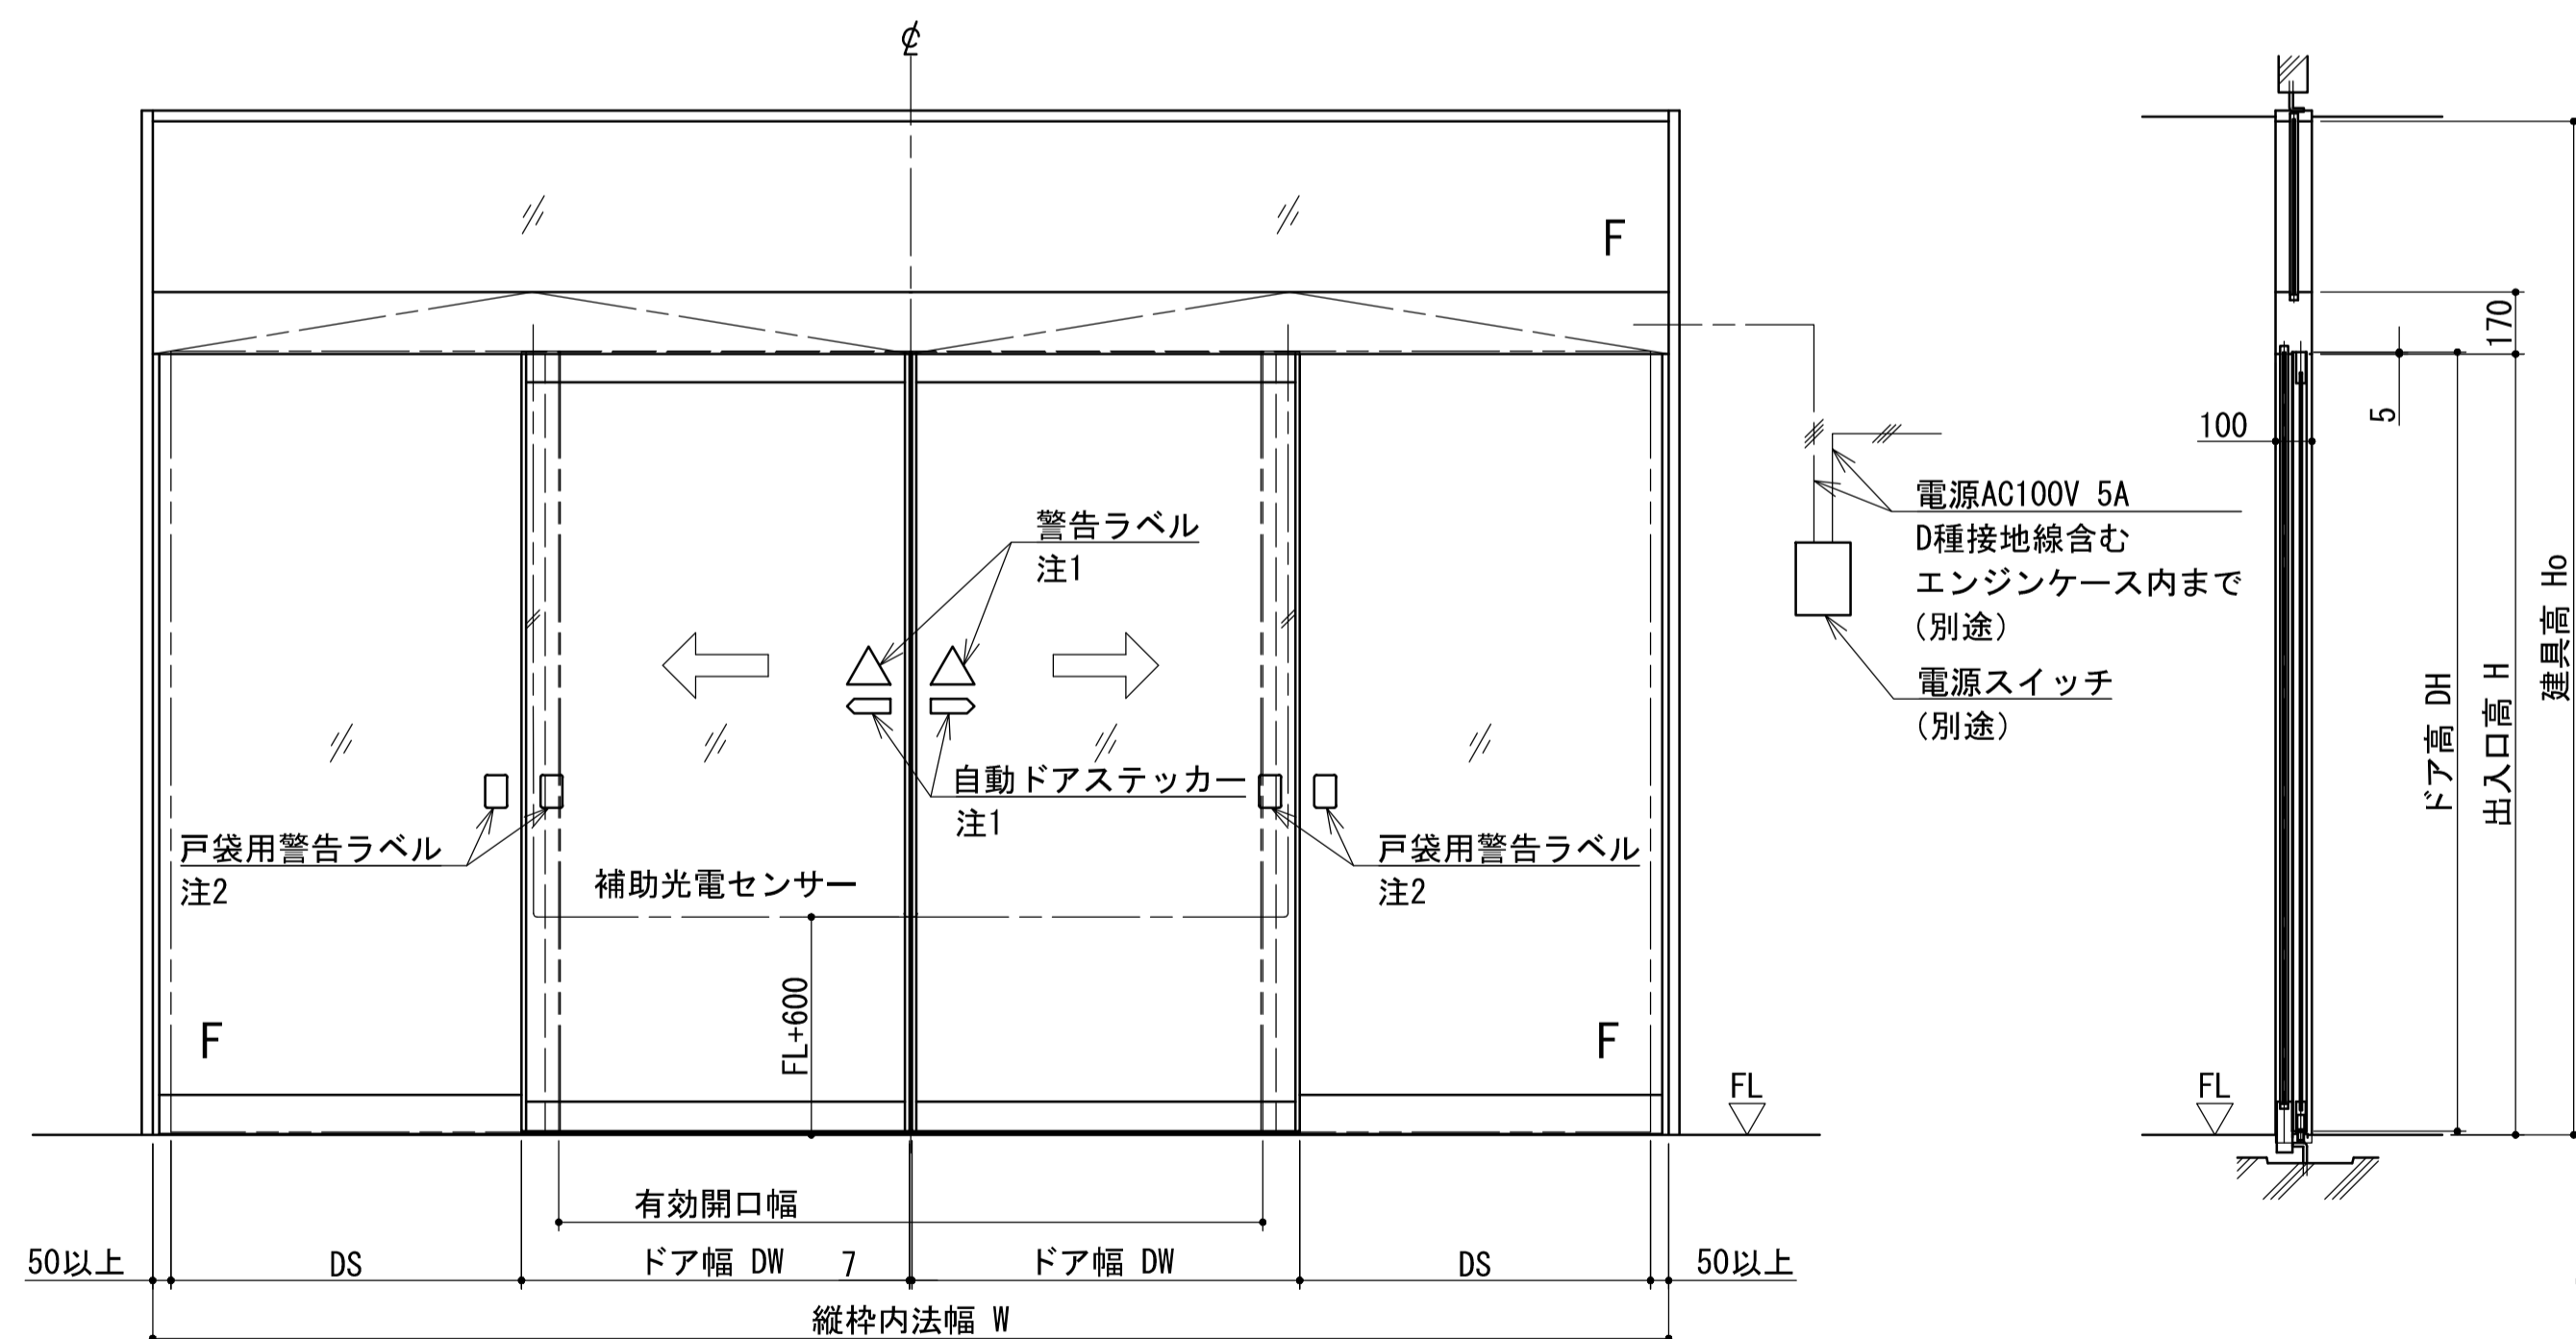 ℄
F
170
5
100
電源AC100V 5A
D種接地線含む
エンジンケース内まで
(別途)
電源スイッチ
(別途)
警告ラベル
注1
自動ドアステッカー
注1
戸袋用警告ラベル
注2
補助光電センサー
戸袋用警告ラベル
注2
ドア高 DH
出入口高 H
建具高 Ho
FL+600
F
F
FL
FL
有効開口幅
50以上
DS
ドア幅 DW
7
ドア幅 DW
DS
50以上
縦枠内法幅 W